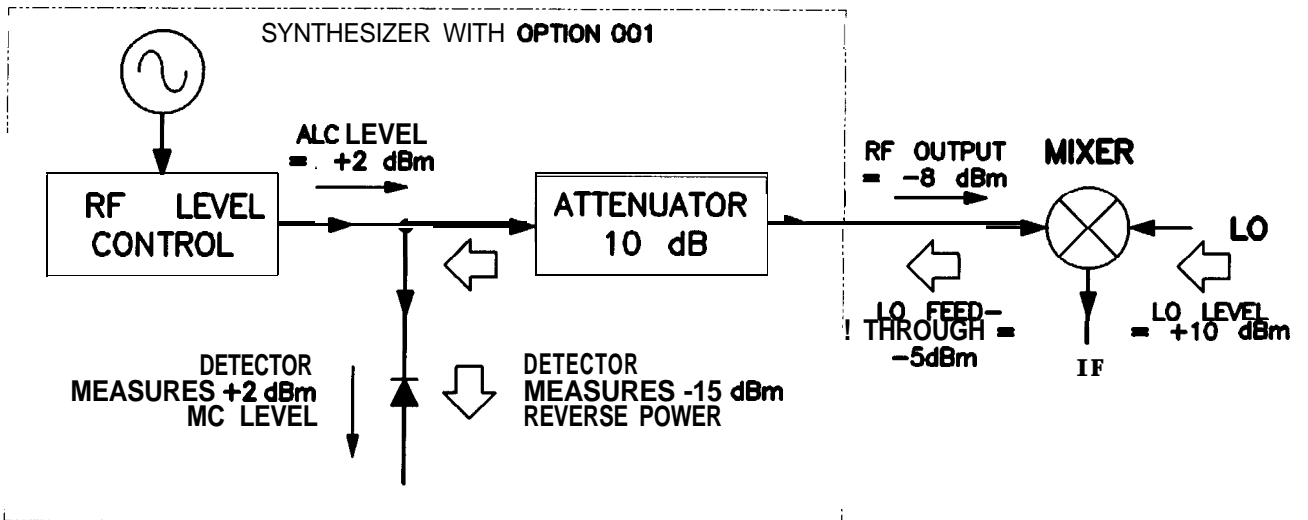 SYNTHESIZER WITH OPTION 001
ALC LEVEL
= . +2 dBm
RF LEVEL
CONTROL
ATTENUATOR
10 dB
RF OUTPUT
= -8 dBm
MIXER
LO
LO FEED-
! THROUGH =
-5dBm
LO LEVEL
= +10 dBm
IF
DETECTOR
MEASURES +2 dBm
MC LEVEL
DETECTOR
MEASURES -15 dBm
REVERSE POWER